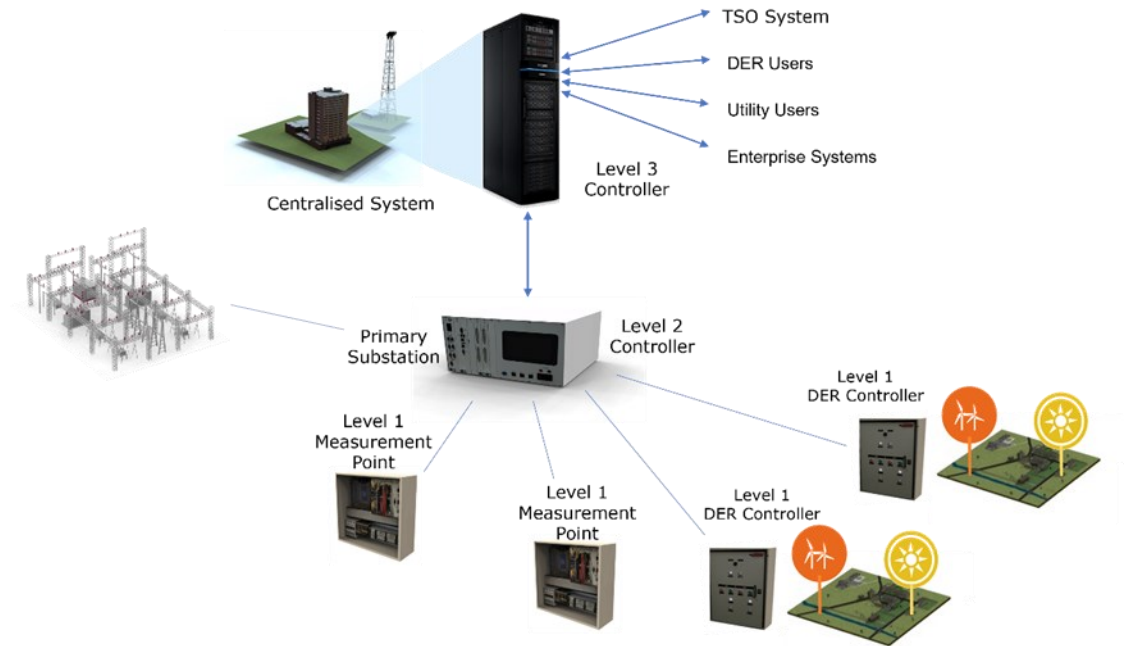 TSO System
DER Users
Utility Users
Enterprise Systems
Level 3
Controller
Centralised System
Primary
Substation
Level 2
Controller
Level 1
DER Controller
Level 1
Measurement
Point
Level 1
Measurement
Point
Level 1
DER Controller